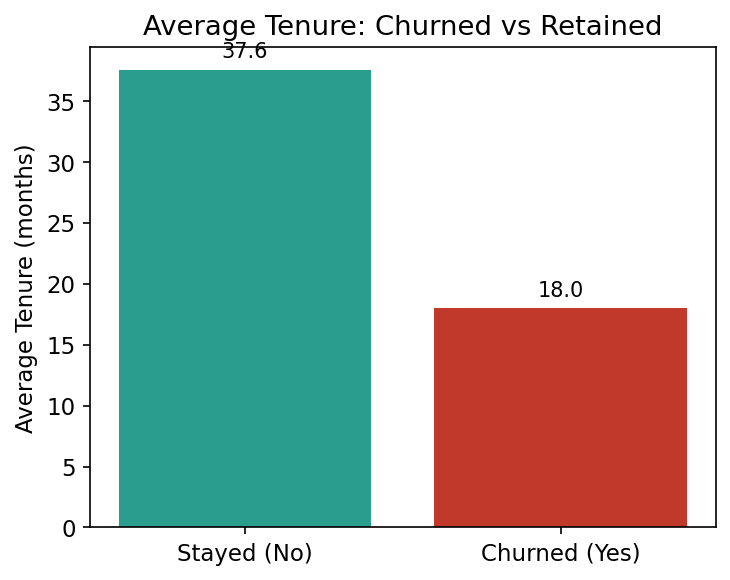 Average Tenure: Churned vs Retained
37.6
18.0
Average Tenure (months)
35
30
25
20
15
10
5
0
Stayed (No)
Churned (Yes)